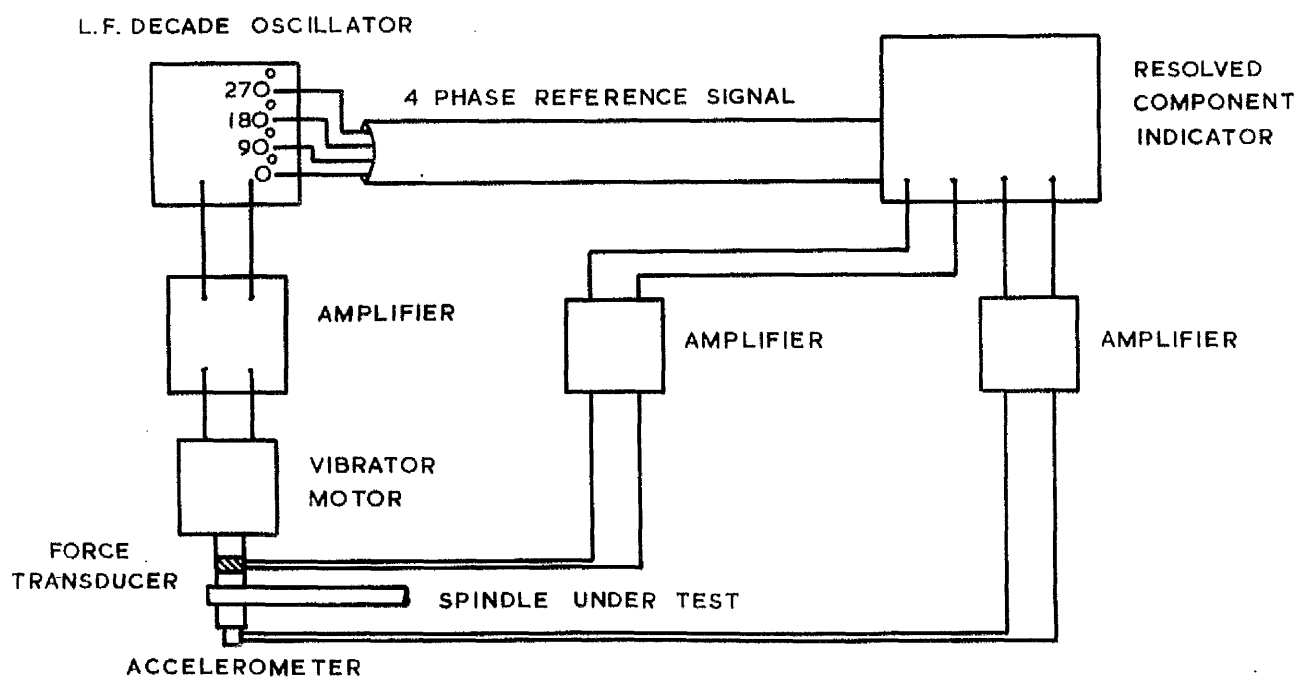 L.F. DECADE OSCILLATOR
270°
180°
90°
0
4 PHASE REFERENCE SIGNAL
RESOLVED
COMPONENT
INDICATOR
AMPLIFIER
AMPLIFIER
AMPLIFIER
VIBRATOR
MOTOR
FORCE
TRANSDUCER
SPINDLE UNDER TEST
ACCELEROMETER